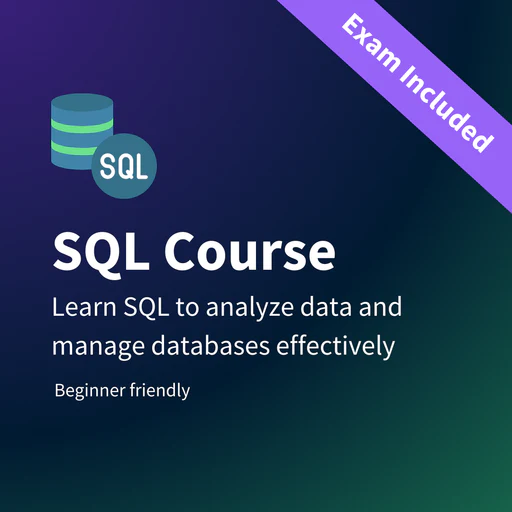 Exam Included
SQL
SQL Course
Learn SQL to analyze data and
manage databases effectively
Beginner friendly